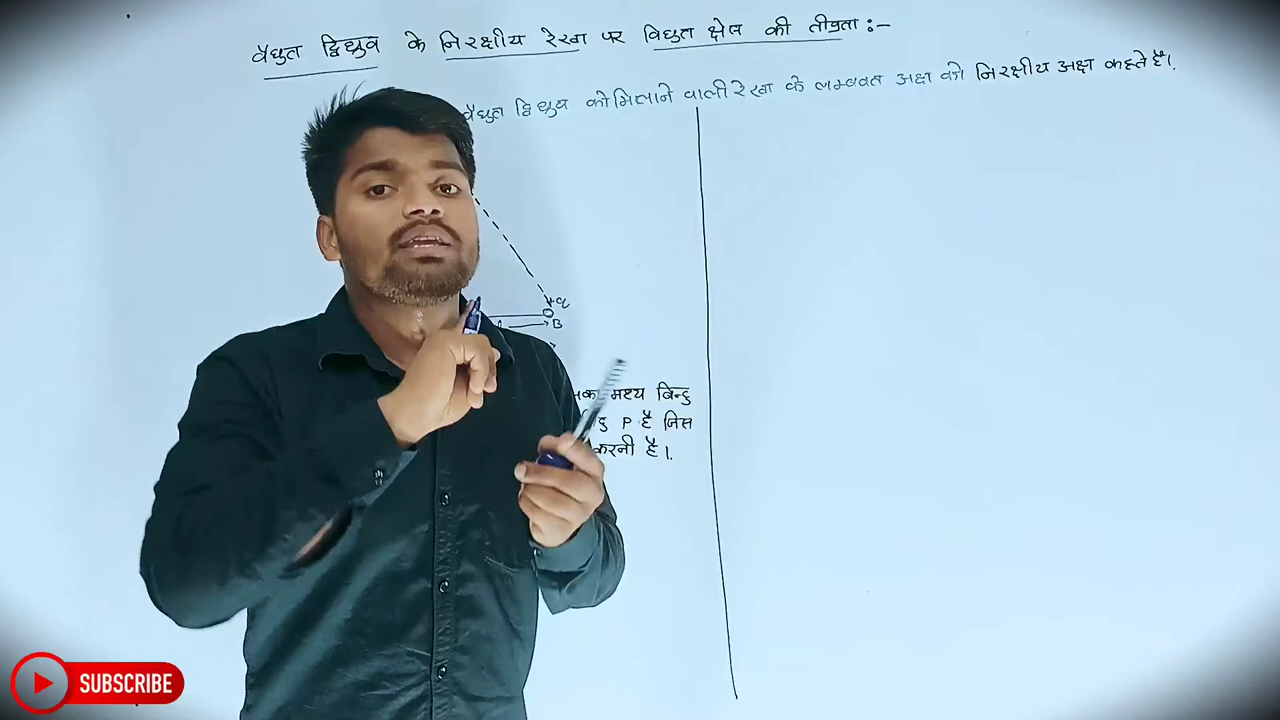 वैद्युत द्विध्रुव के निरक्षीय रेखा पर विद्युत क्षेत्र की तीव्रता :-
वैद्युत द्विध्रुव को मिलाने वाली रेखा के लम्बवत अक्ष को निरक्षीय अक्ष कहते है।
+q
B
मध्य बिन्दु
P है जिस
करनी है।
SUBSCRIBE